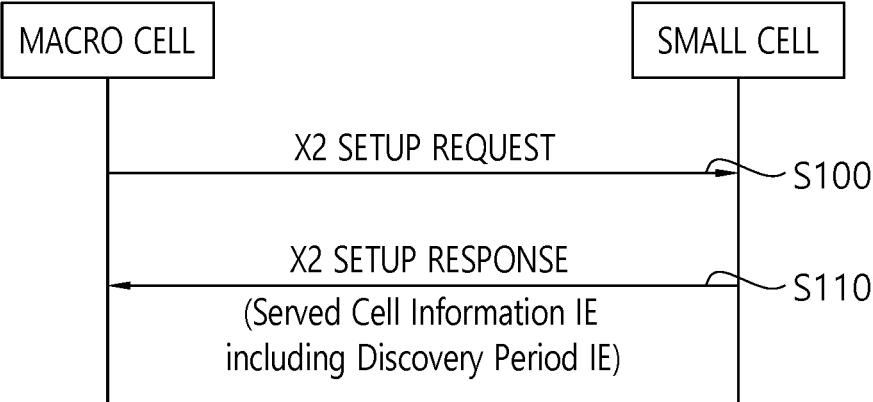 MACRO CELL
SMALL CELL
X2 SETUP REQUEST
S100
X2 SETUP RESPONSE
S110
(Served Cell Information IE
including Discovery Period IE)